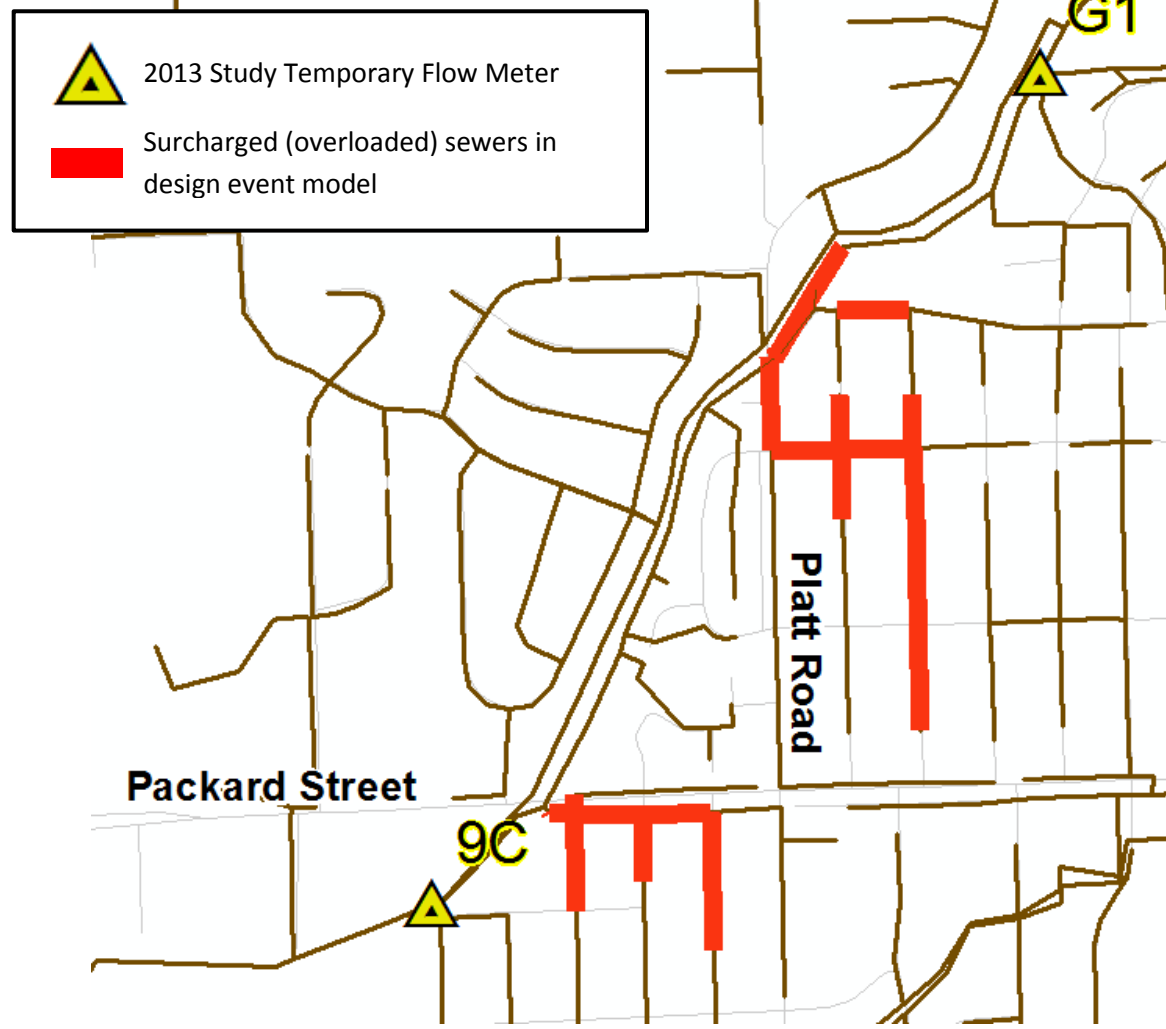 G1
2013 Study Temporary Flow Meter
Surcharged (overloaded) sewers in
design event model
Platt Road
Packard Street
9C